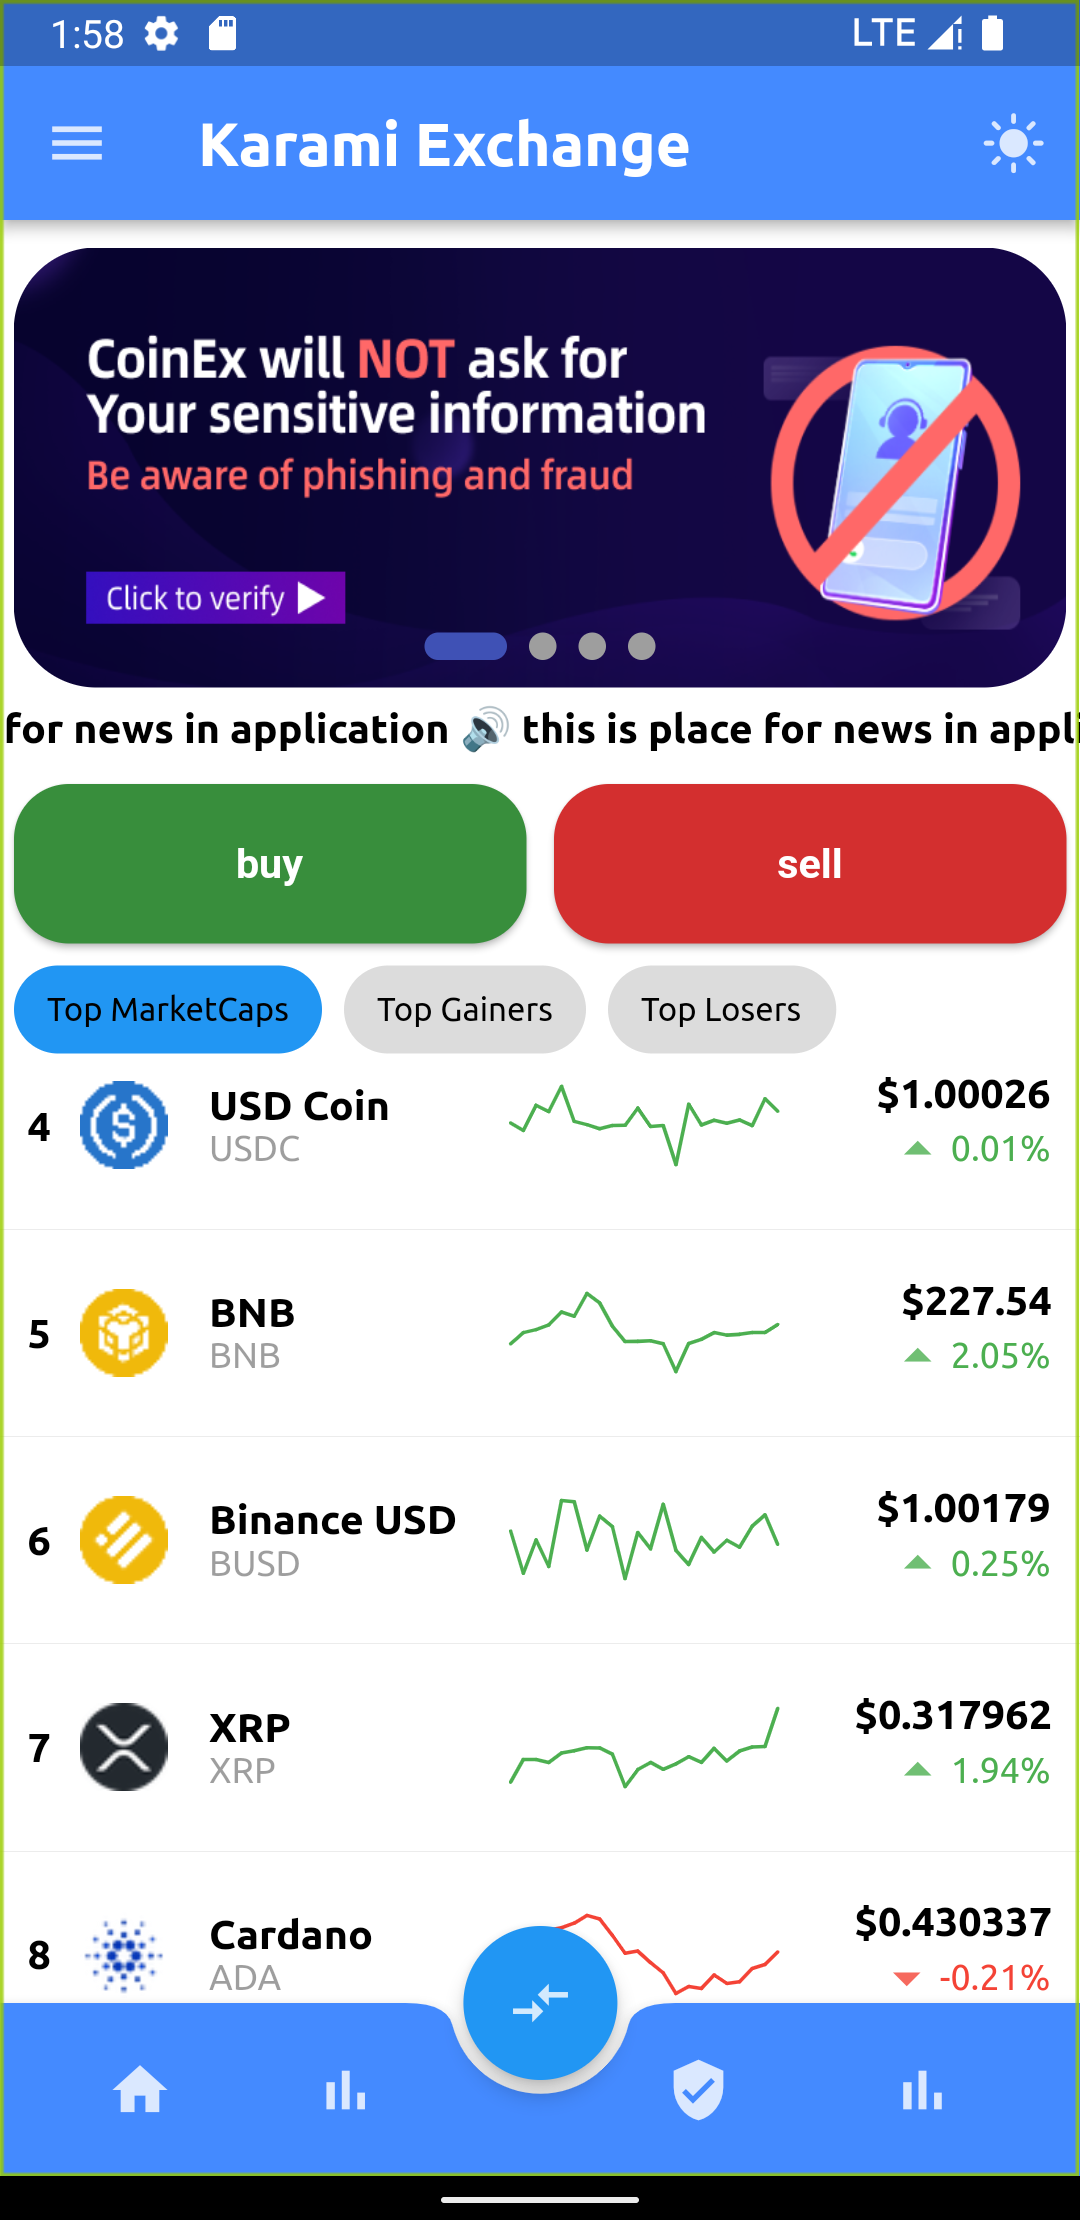 1:58 LTE
Karami Exchange
CoinEx will NOT ask for
Your sensitive information
Be aware of phishing and fraud
Click to verify
for news in application 🔊 this is place for news in appli
buy
sell
Top MarketCaps
Top Gainers
Top Losers
4
USD Coin
USDC
$1.00026
0.01%
5
BNB
BNB
$227.54
2.05%
6
Binance USD
BUSD
$1.00179
0.25%
7
XRP
XRP
$0.317962
1.94%
8
Cardano
ADA
$0.430337
-0.21%